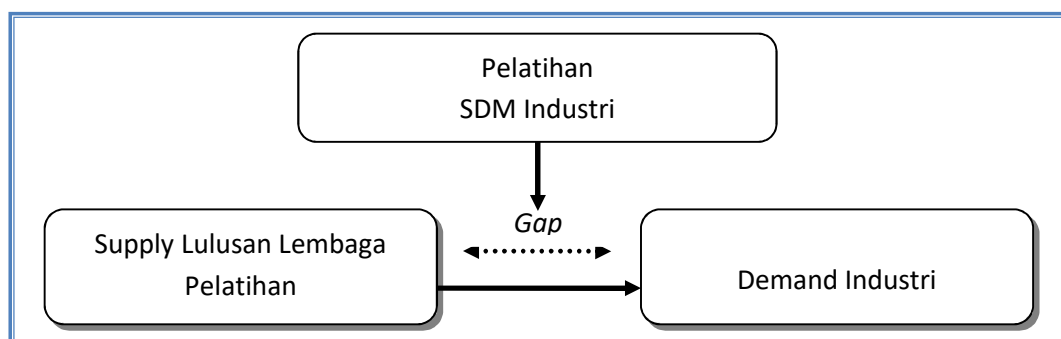 Pelatihan
SDM Industri
Gap
Supply Lulusan Lembaga
Pelatihan
Demand Industri